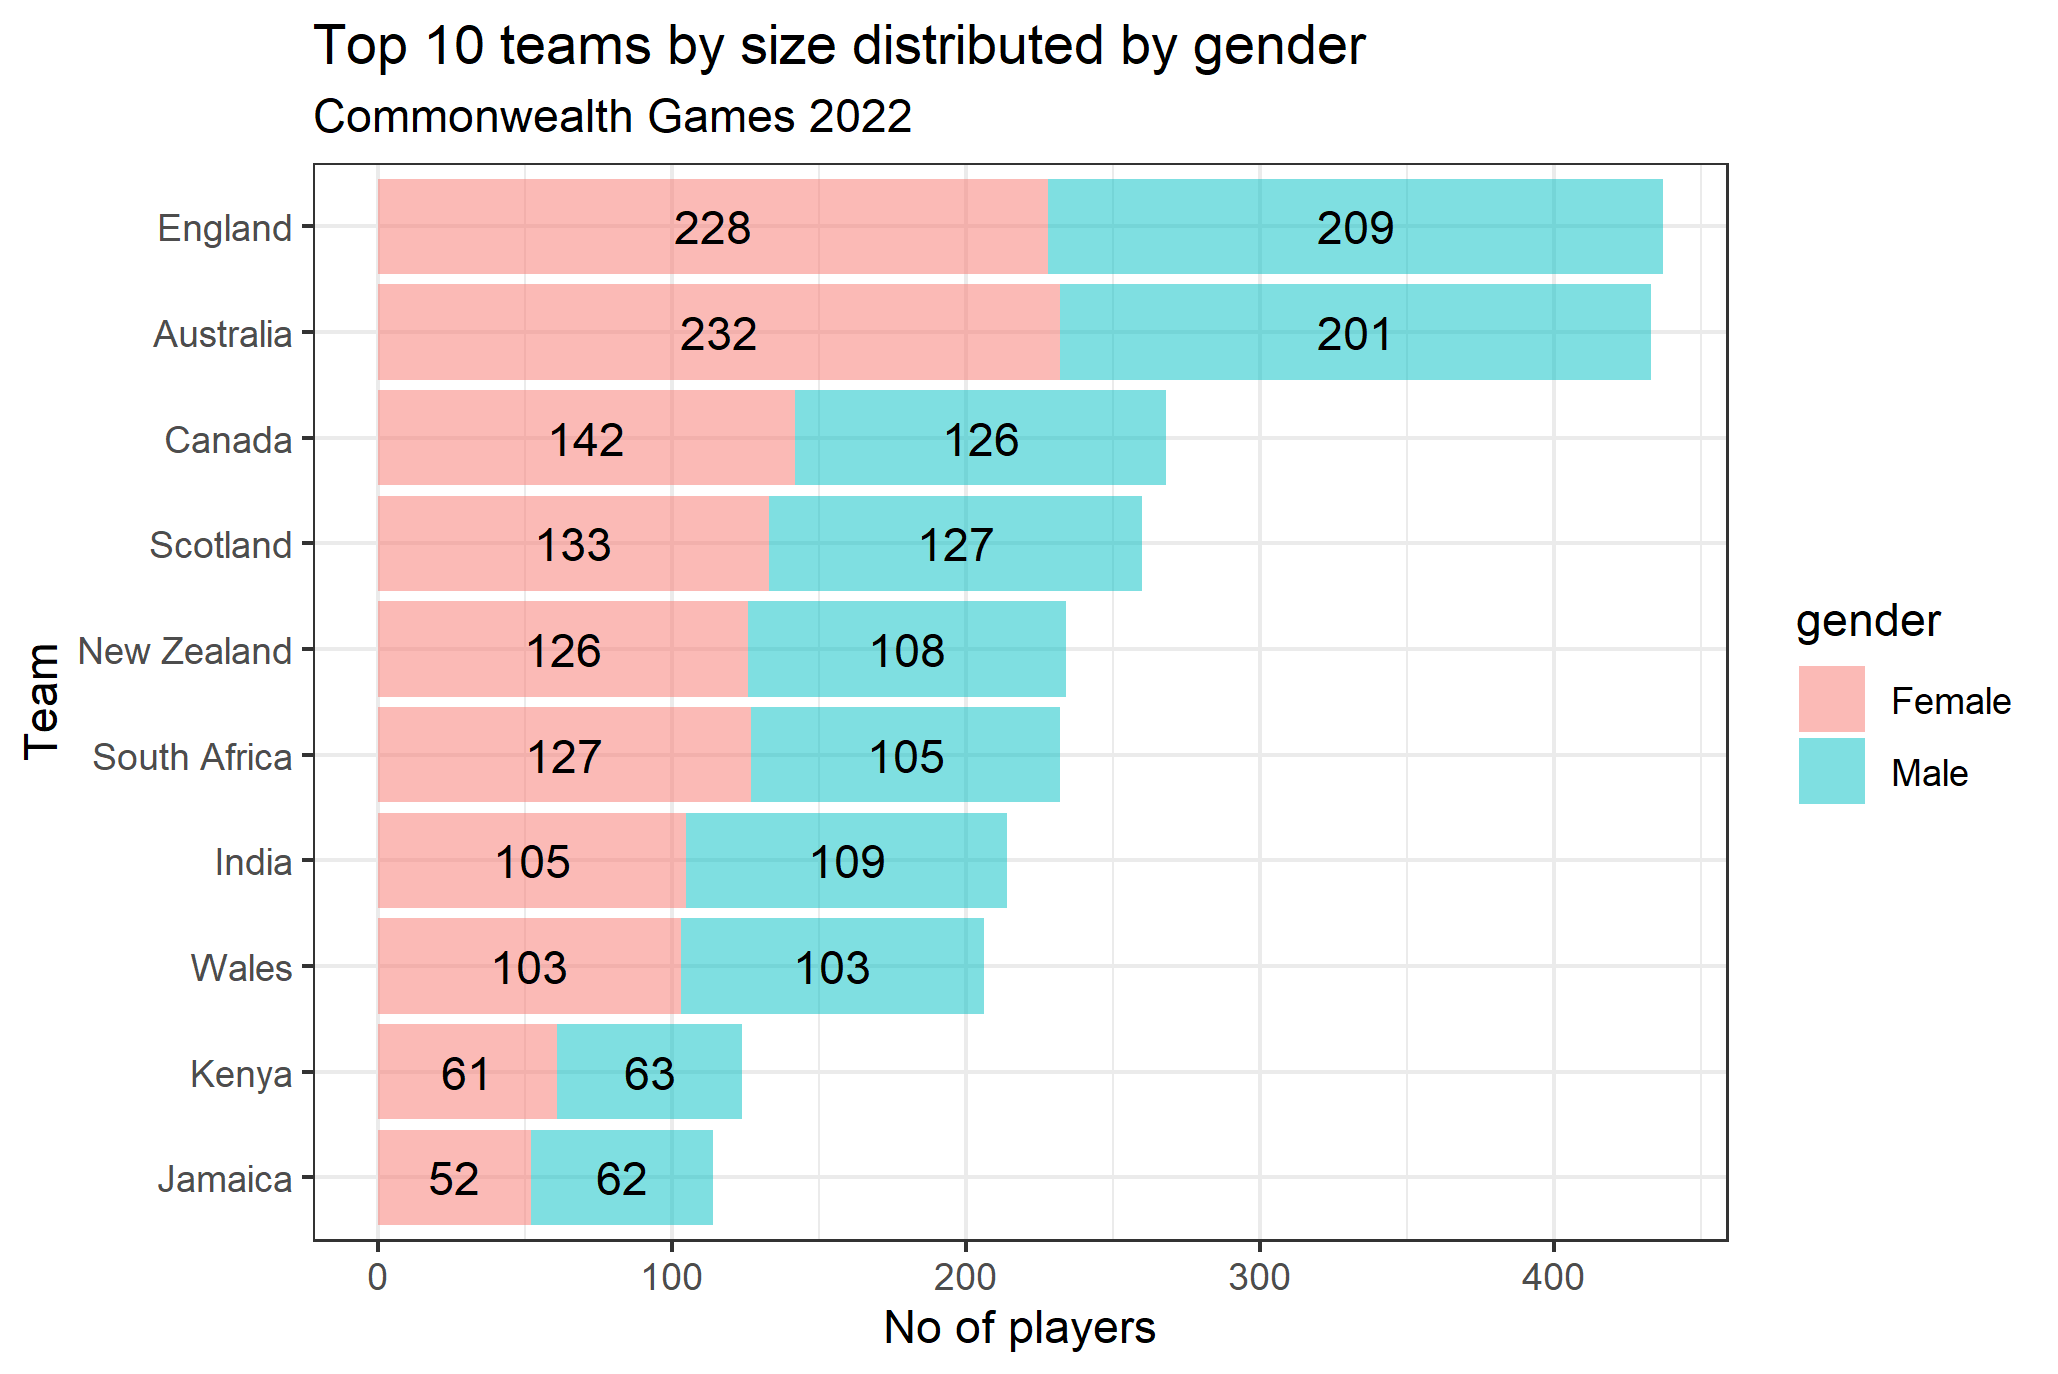 Top 10 teams by size distributed by gender
Commonwealth Games 2022
England 228 209
Australia 232 201
Canada 142 126
Scotland 133 127
New Zealand 126 108
South Africa 127 105
India 105 109
Wales 103 103
Kenya 61 63
Jamaica 52 62
Team
0 100 200 300 400
No of players
gender
Female
Male